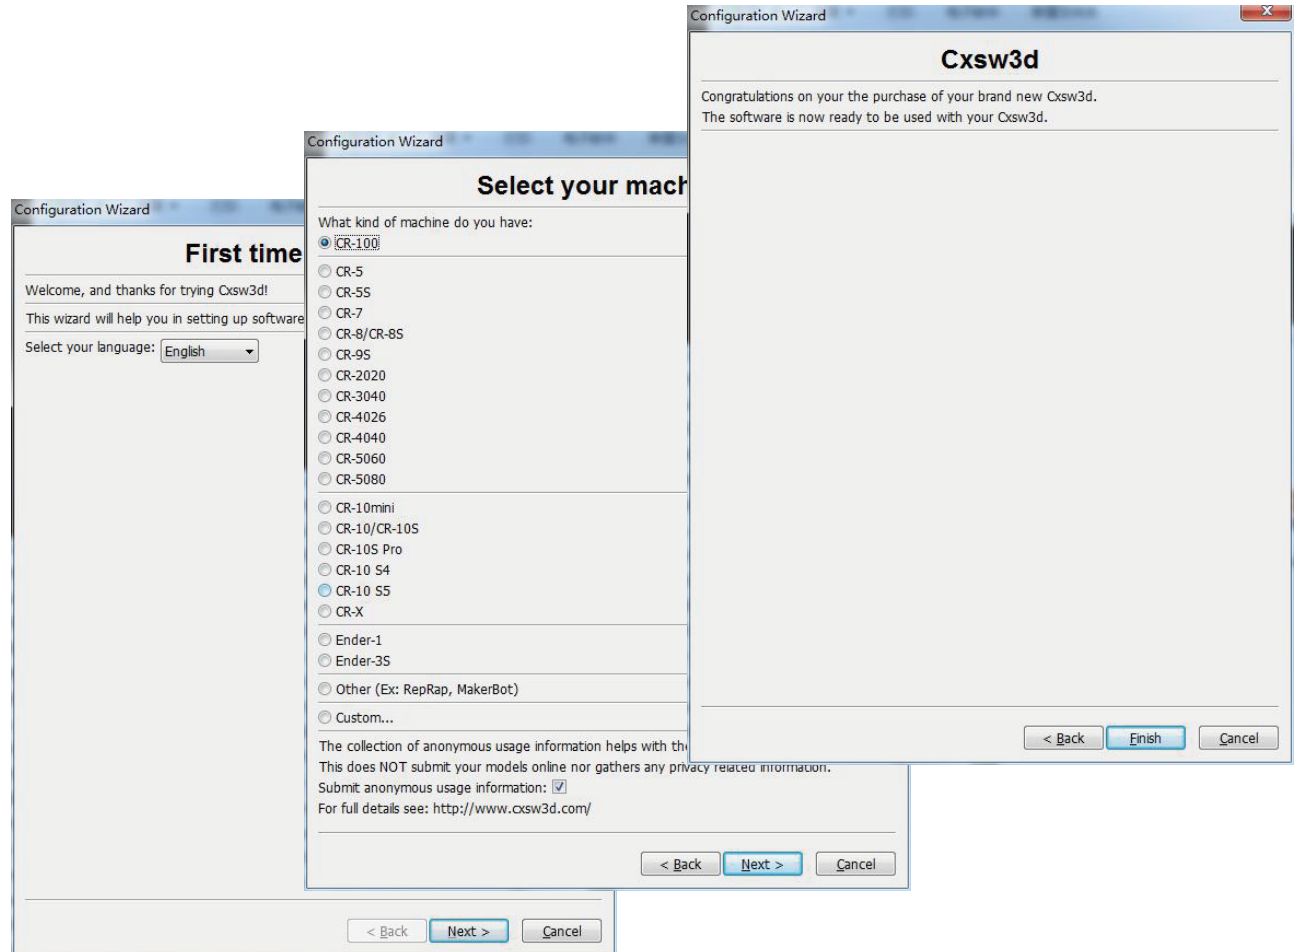 Configuration Wizard
First time
Welcome, and thanks for trying Cxsw3d!
This wizard will help you in setting up software
Select your language: English
< Back Next > Cancel
Configuration Wizard
Select your mach
What kind of machine do you have:
CR-100
CR-5
CR-5S
CR-7
CR-8/CR-8S
CR-9S
CR-2020
CR-3040
CR-4026
CR-4040
CR-5060
CR-5080
CR-10mini
CR-10/CR-10S
CR-10S Pro
CR-10 S4
CR-10 S5
CR-X
Ender-1
Ender-3S
Other (Ex: RepRap, MakerBot)
Custom...
The collection of anonymous usage information helps with the
This does NOT submit your models online nor gathers any privacy related information.
Submit anonymous usage information:
For full details see: http://www.cxsw3d.com/
< Back Next > Cancel
Configuration Wizard
Cxsw3d
Congratulations on your the purchase of your brand new Cxsw3d.
The software is now ready to be used with your Cxsw3d.
< Back Finish Cancel